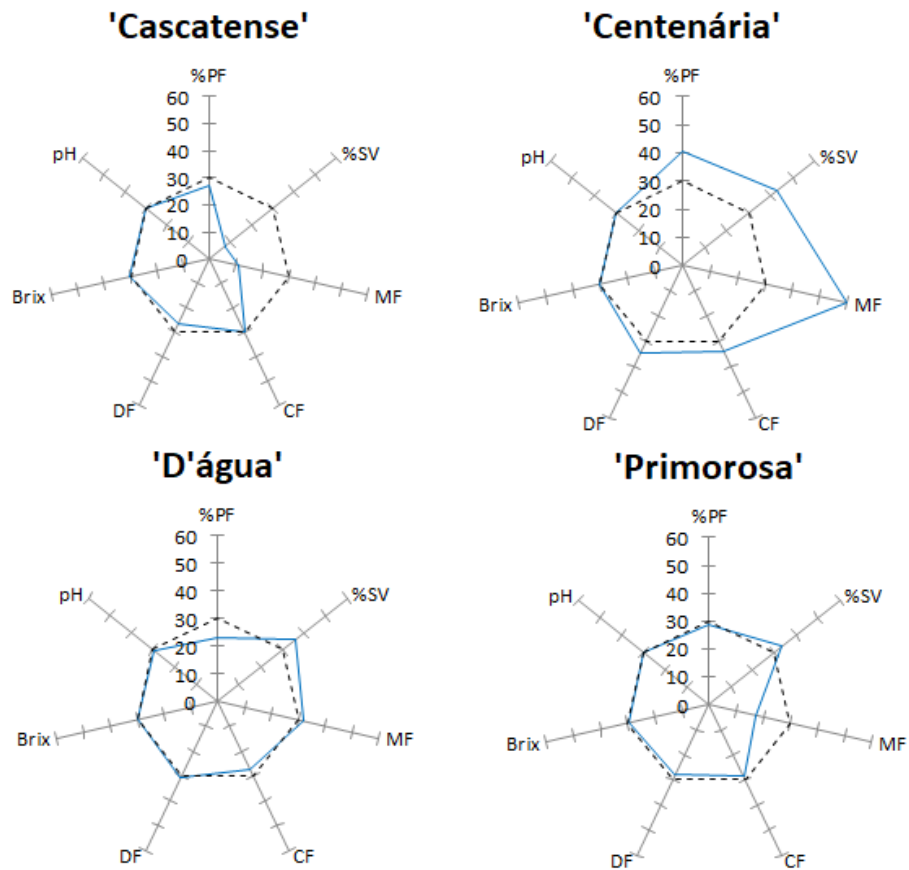 'Cascatense'
%PF
60
50
40
30
20
10
0
%SV
MF
CF
DF
Brix
pH
'Centenária'
%PF
60
50
40
30
20
10
0
%SV
MF
CF
DF
Brix
pH
'D'água'
%PF
60
50
40
30
20
10
0
%SV
MF
CF
DF
Brix
pH
'Primorosa'
%PF
60
50
40
30
20
10
0
%SV
MF
CF
DF
Brix
pH